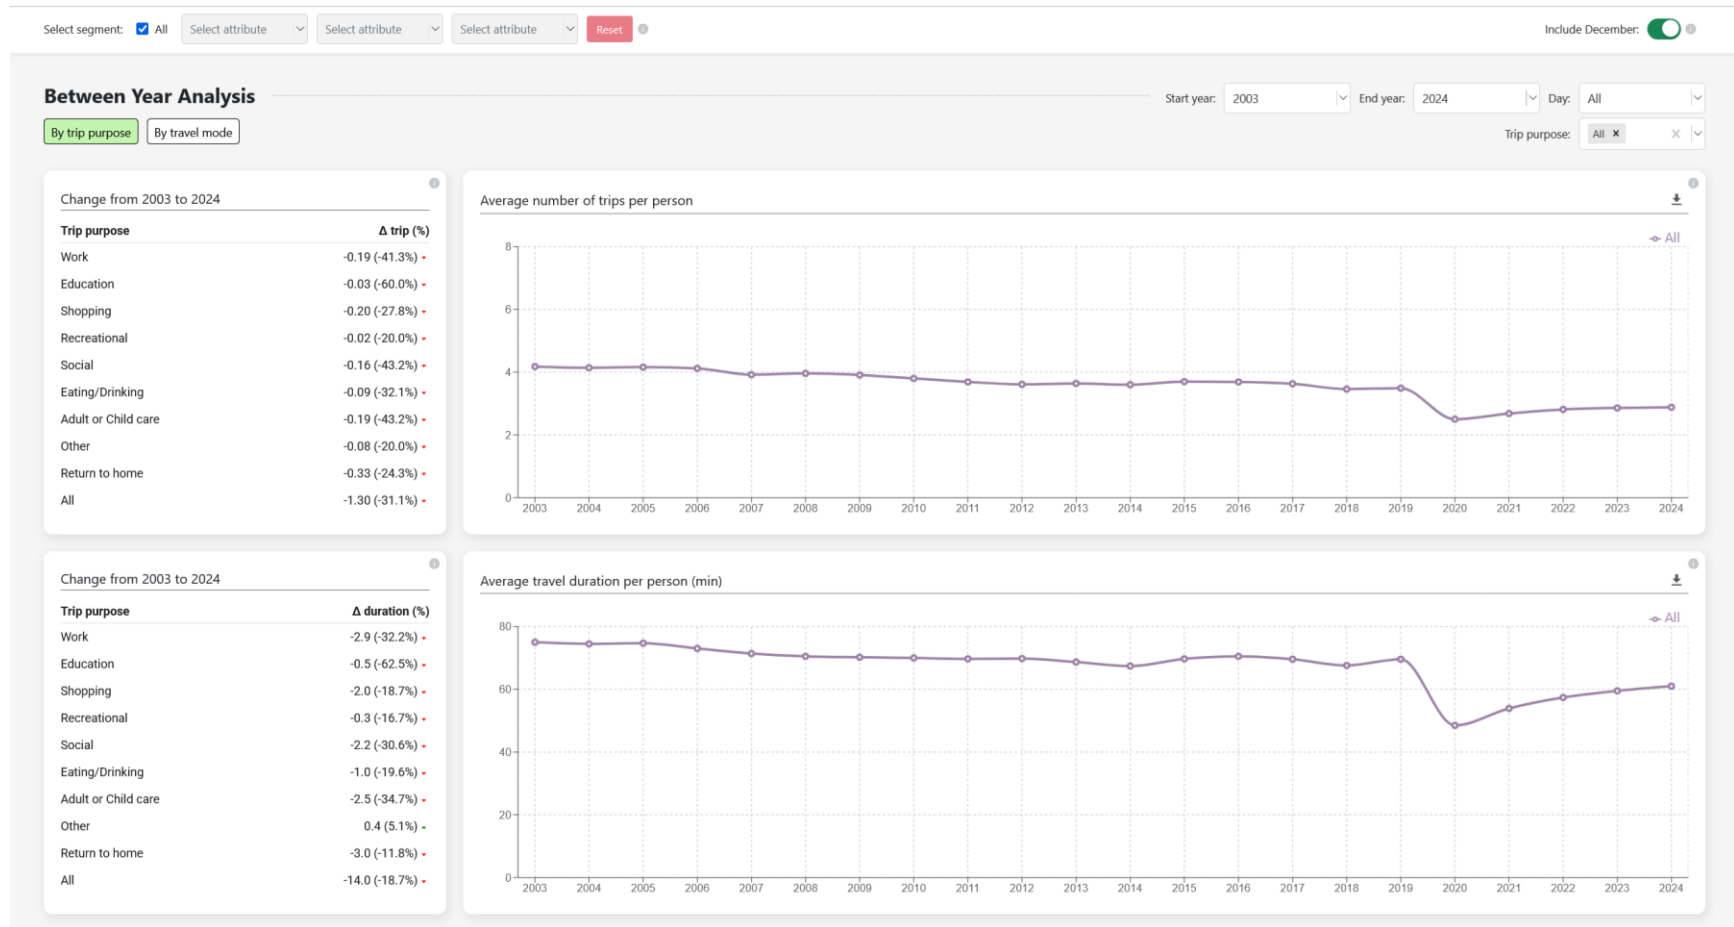 Select segment: All Select attribute Select attribute Select attribute Reset Include December:
Between Year Analysis Start year: 2003 End year: 2024 Day: All
By trip purpose By travel mode Trip purpose: All ×
Change from 2003 to 2024
Trip purpose Δ trip (%)
Work -0.19 (-41.3%)
Education -0.03 (-60.0%)
Shopping -0.20 (-27.8%)
Recreational -0.02 (-20.0%)
Social -0.16 (-43.2%)
Eating/Drinking -0.09 (-32.1%)
Adult or Child care -0.19 (-43.2%)
Other -0.08 (-20.0%)
Return to home -0.33 (-24.3%)
All -1.30 (-31.1%)
Average number of trips per person
All
8
6
4
2
0
2003 2004 2005 2006 2007 2008 2009 2010 2011 2012 2013 2014 2015 2016 2017 2018 2019 2020 2021 2022 2023 2024
Change from 2003 to 2024
Trip purpose Δ duration (%)
Work -2.9 (-32.2%)
Education -0.5 (-62.5%)
Shopping -2.0 (-18.7%)
Recreational -0.3 (-16.7%)
Social -2.2 (-30.6%)
Eating/Drinking -1.0 (-19.6%)
Adult or Child care -2.5 (-34.7%)
Other 0.4 (5.1%)
Return to home -3.0 (-11.8%)
All -14.0 (-18.7%)
Average travel duration per person (min)
All
80
60
40
20
0
2003 2004 2005 2006 2007 2008 2009 2010 2011 2012 2013 2014 2015 2016 2017 2018 2019 2020 2021 2022 2023 2024